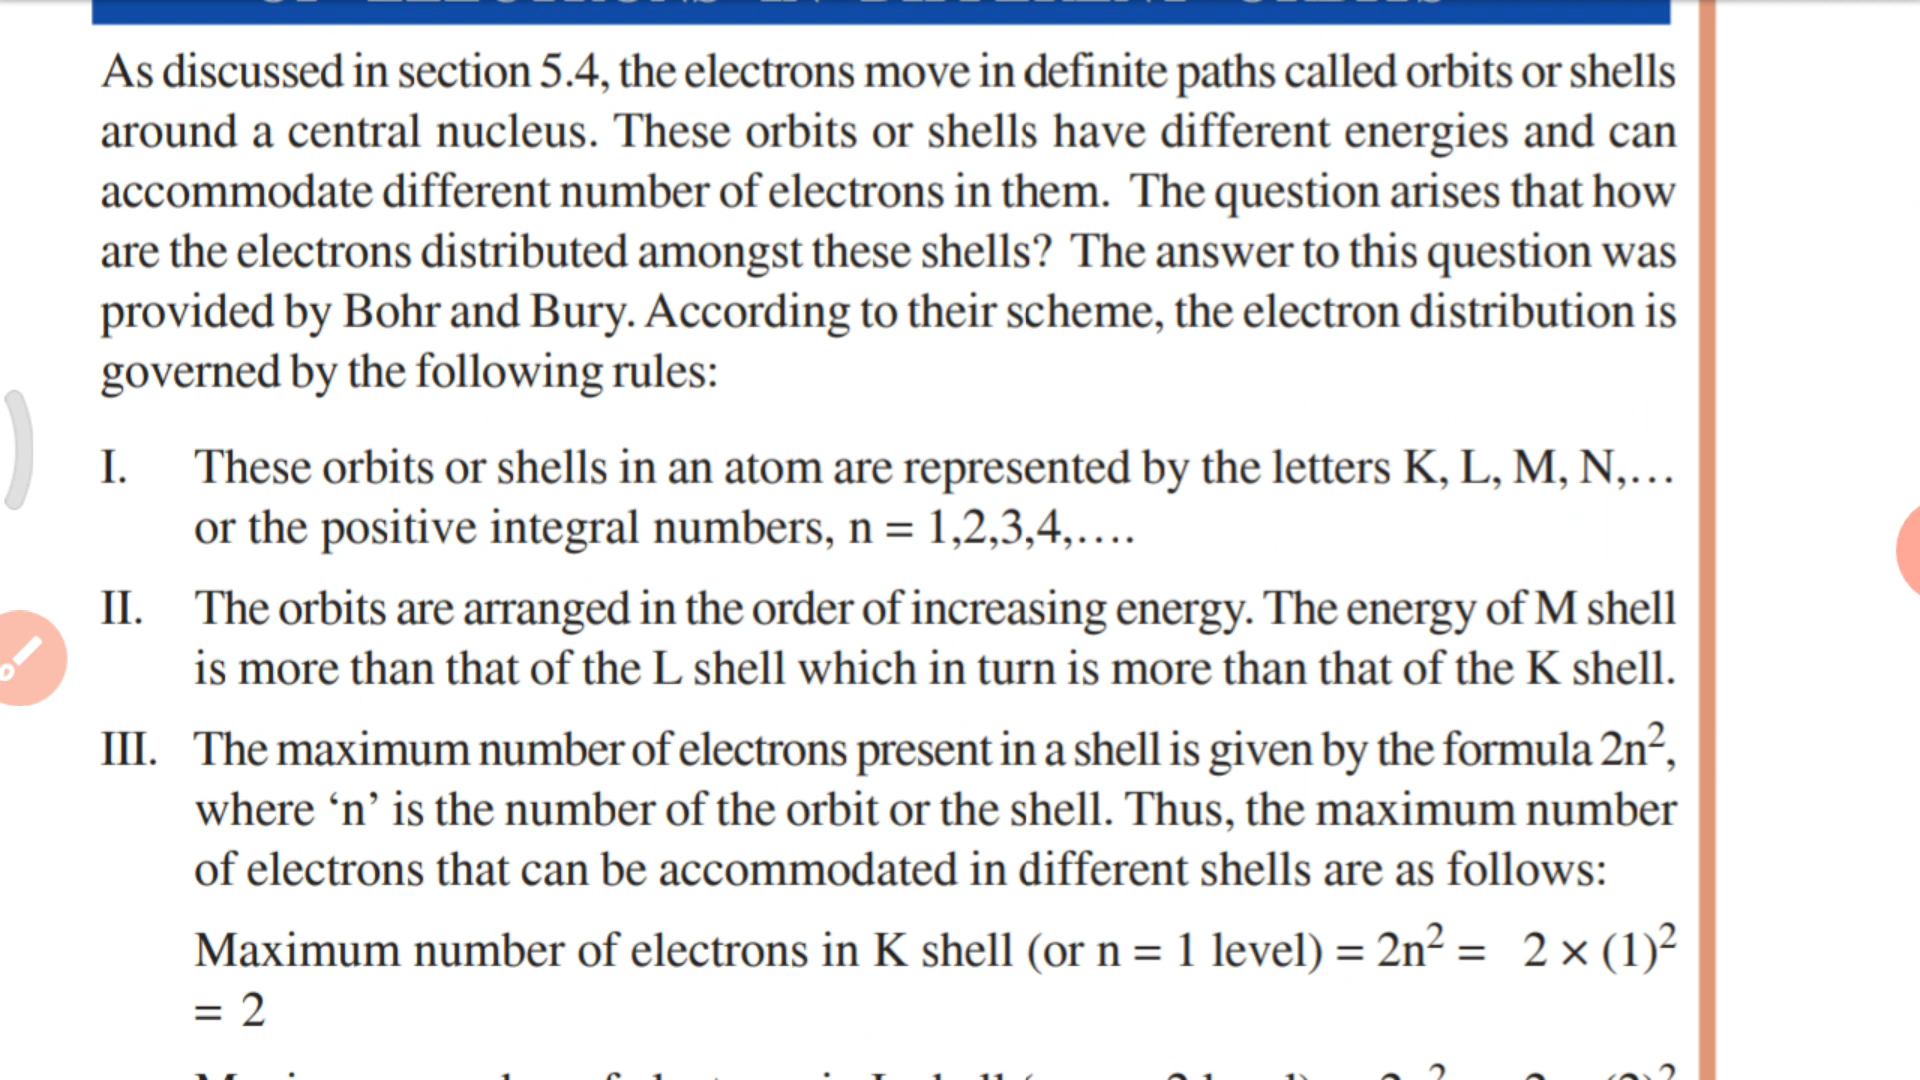 OF ELECTRONS IN DIFFERENT ORBITS
As discussed in section 5.4, the electrons move in definite paths called orbits or shells
around a central nucleus. These orbits or shells have different energies and can
accommodate different number of electrons in them. The question arises that how
are the electrons distributed amongst these shells? The answer to this question was
provided by Bohr and Bury. According to their scheme, the electron distribution is
governed by the following rules:
I. These orbits or shells in an atom are represented by the letters K, L, M, N,…
or the positive integral numbers, n = 1,2,3,4,….
II. The orbits are arranged in the order of increasing energy. The energy of M shell
is more than that of the L shell which in turn is more than that of the K shell.
III. The maximum number of electrons present in a shell is given by the formula 2n²,
where ‘n’ is the number of the orbit or the shell. Thus, the maximum number
of electrons that can be accommodated in different shells are as follows:
Maximum number of electrons in K shell (or n = 1 level) = 2n² = 2 × (1)²
= 2